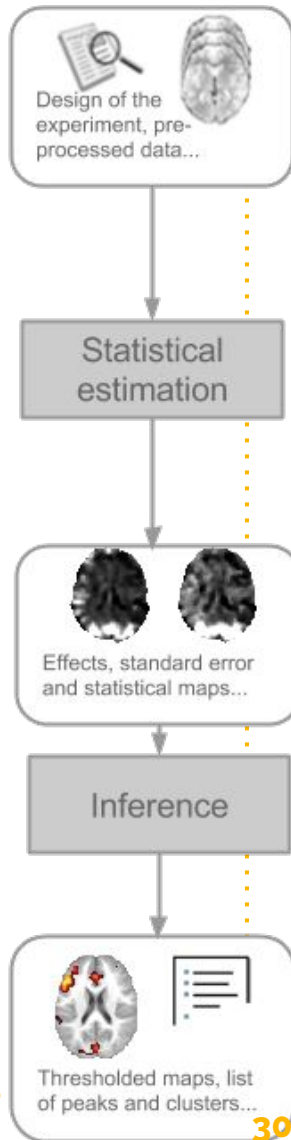 Design of the
experiment, pre-
processed data...
Statistical
estimation
Effects, standard error
and statistical maps...
Inference
Thresholded maps, list
of peaks and clusters...
30